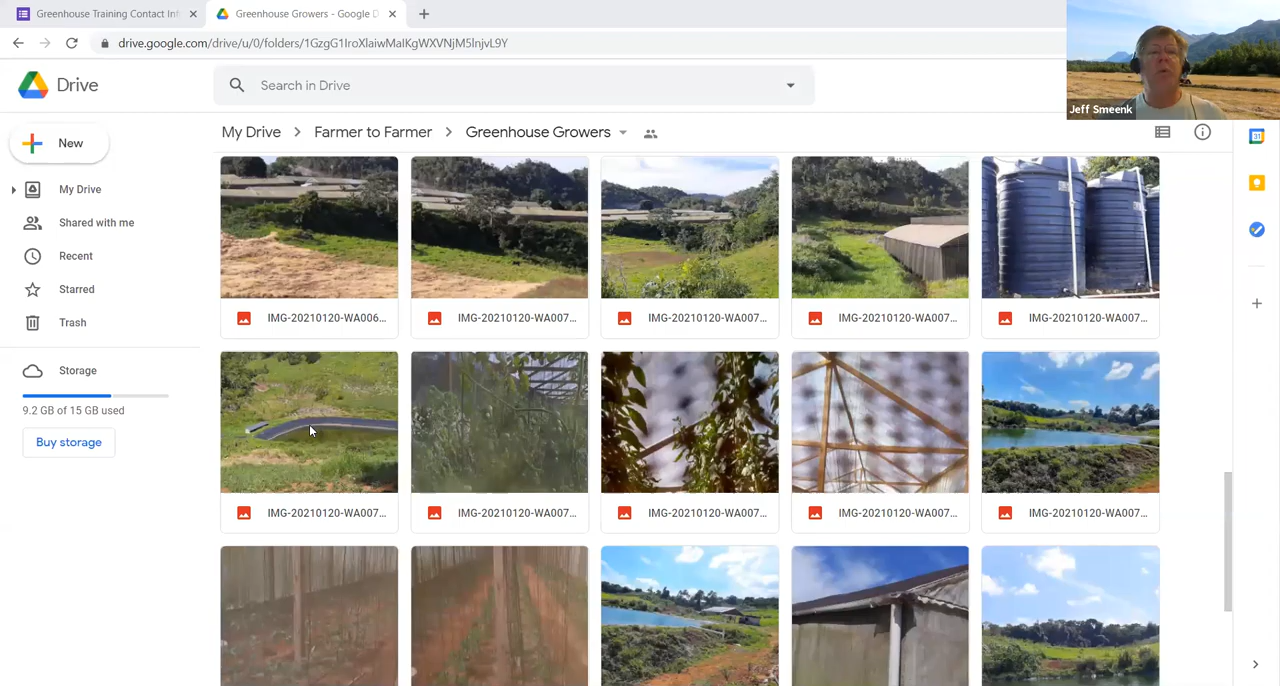 Greenhouse Training Contact Inf
Greenhouse Growers - Google D
drive.google.com/drive/u/0/folders/1GzgG1IroXlaiwMaIKgWXVNjM5lnjvL9Y
Drive
Search in Drive
Jeff Smeenk
New
My Drive > Farmer to Farmer > Greenhouse Growers
31
My Drive
Shared with me
Recent
Starred
Trash
Storage
9.2 GB of 15 GB used
Buy storage
IMG-20210120-WA006... IMG-20210120-WA007... IMG-20210120-WA007... IMG-20210120-WA007... IMG-20210120-WA007...
IMG-20210120-WA007... IMG-20210120-WA007... IMG-20210120-WA007... IMG-20210120-WA007... IMG-20210120-WA007...